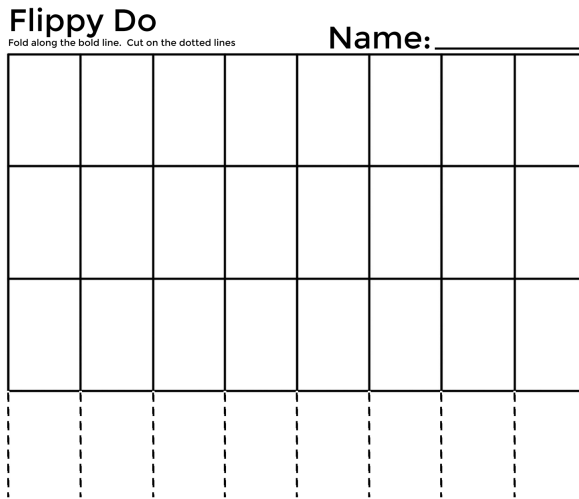 Flippy Do
Fold along the bold line.  Cut on the dotted lines
Name: